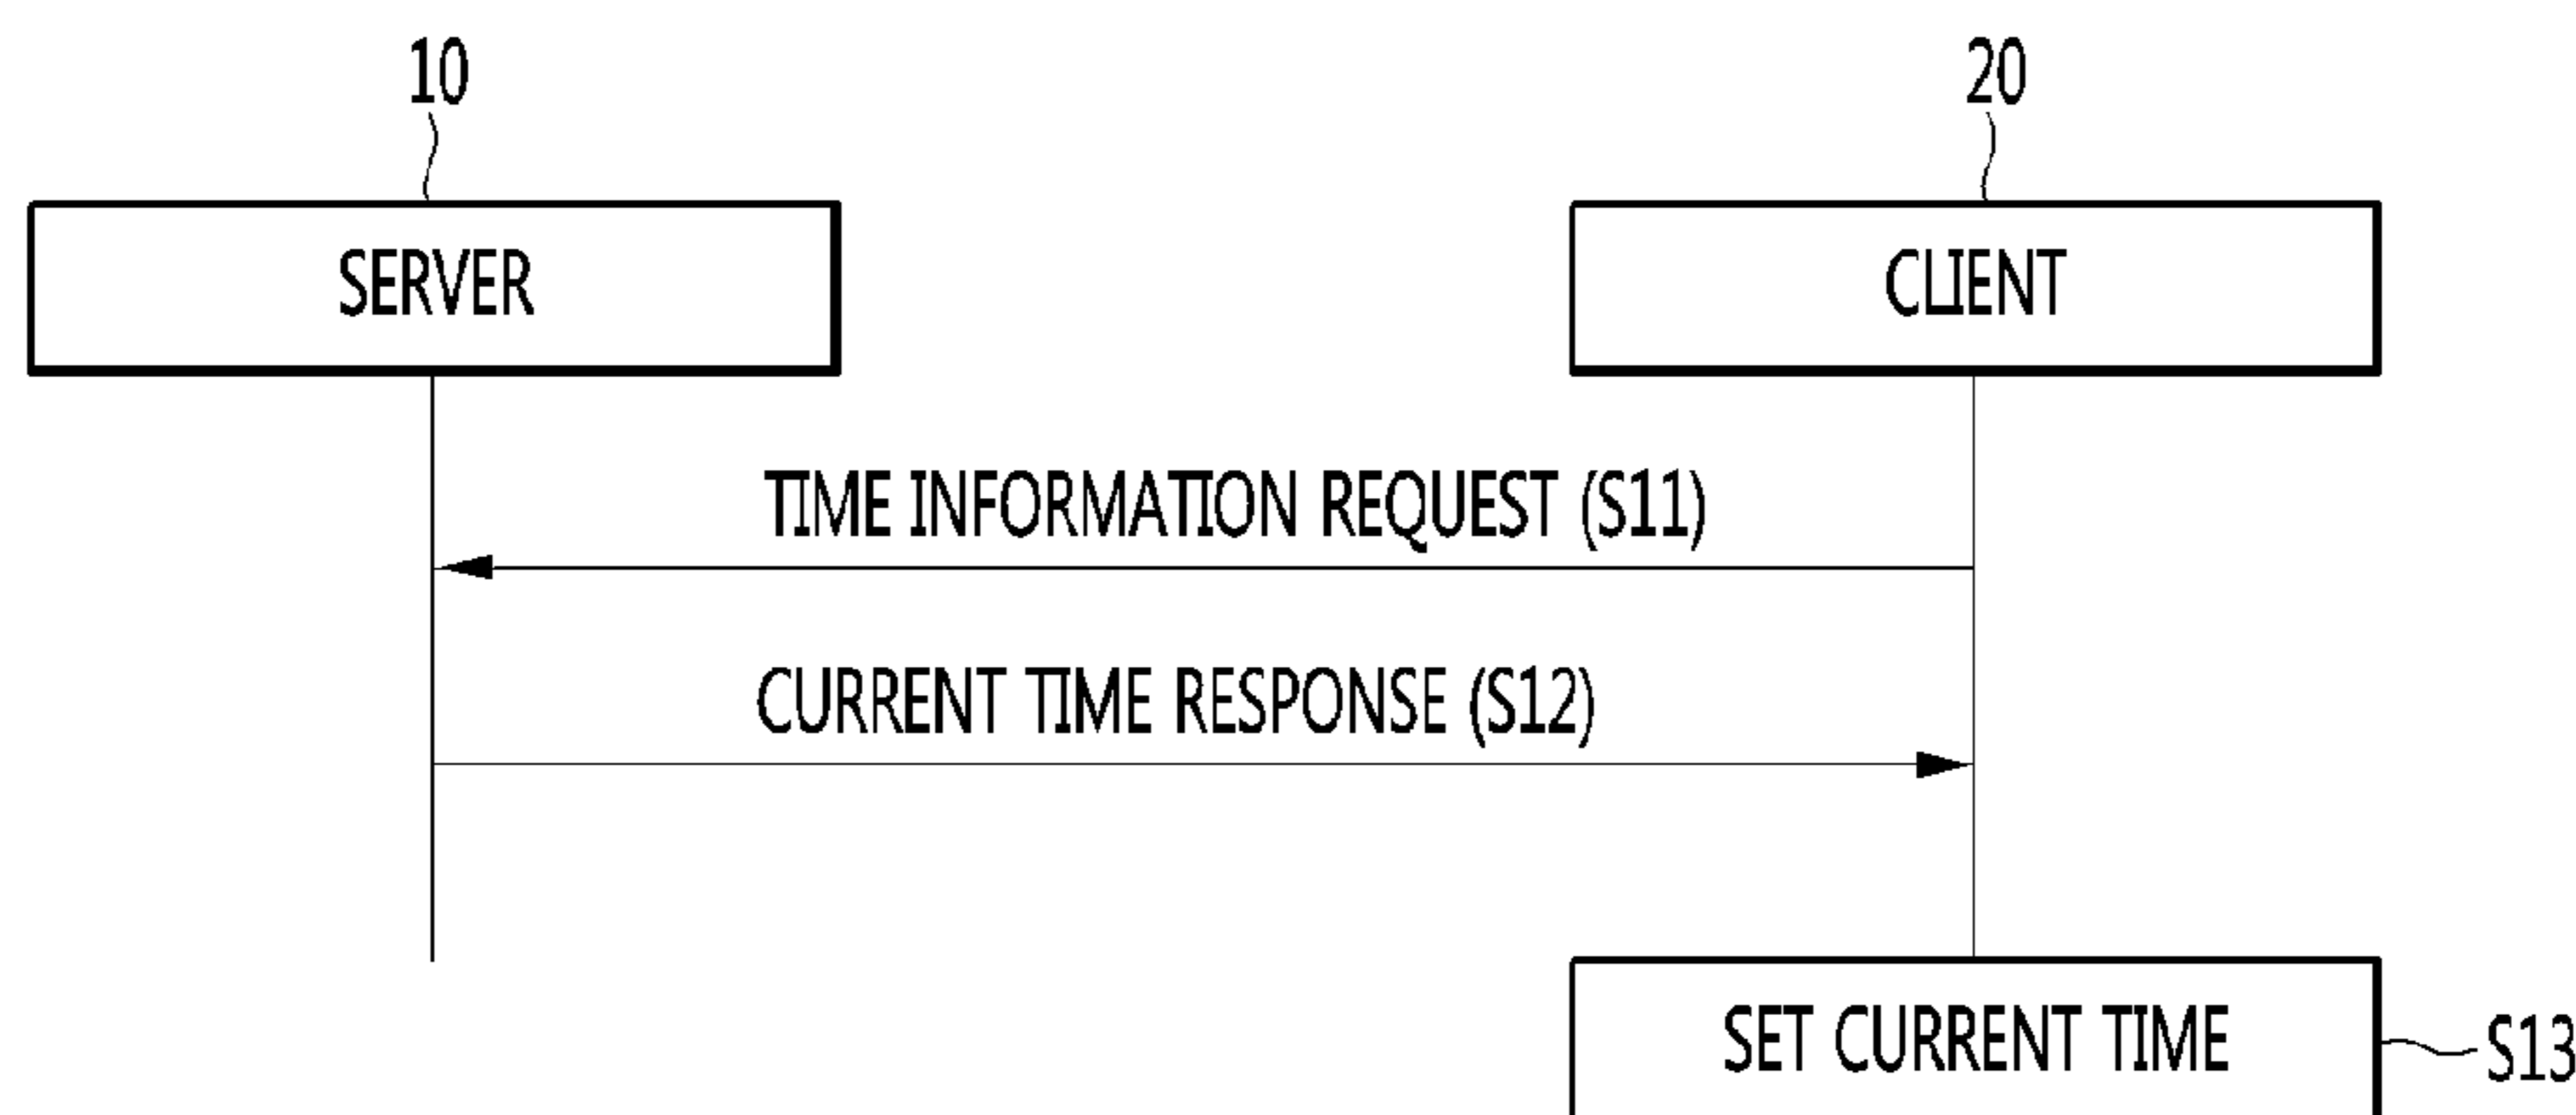 10
20
SERVER
CLIENT
TIME INFORMATION REQUEST (S11)
CURRENT TIME RESPONSE (S12)
SET CURRENT TIME
S13